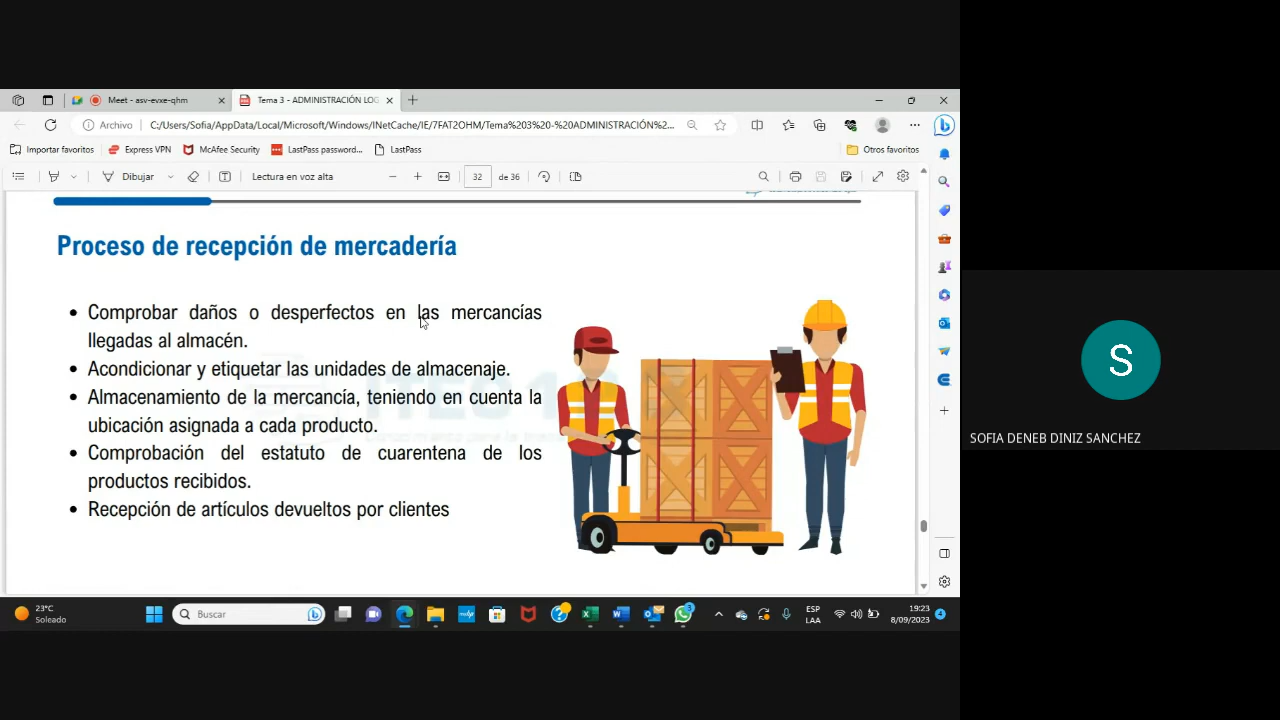 Meet - asv-evxe-qhm
Tema 3 - ADMINISTRACIÓN LOG
Archivo
C:/Users/Sofia/AppData/Local/Microsoft/Windows/INetCache/IE/7FAT2OHM/Tema%203%20-%20ADMINISTRACIÓN%2...
Importar favoritos
Express VPN
McAfee Security
LastPass password...
LastPass
Otros favoritos
Dibujar
Lectura en voz alta
32
de 36
Proceso de recepción de mercadería
• Comprobar daños o desperfectos en las mercancías
llegadas al almacén.
• Acondicionar y etiquetar las unidades de almacenaje.
• Almacenamiento de la mercancía, teniendo en cuenta la
ubicación asignada a cada producto.
• Comprobación del estatuto de cuarentena de los
productos recibidos.
• Recepción de artículos devueltos por clientes
S
SOFIA DENEB DINIZ SANCHEZ
23°C
Soleado
Buscar
3
ESP
LAA
19:23
8/09/2023
4